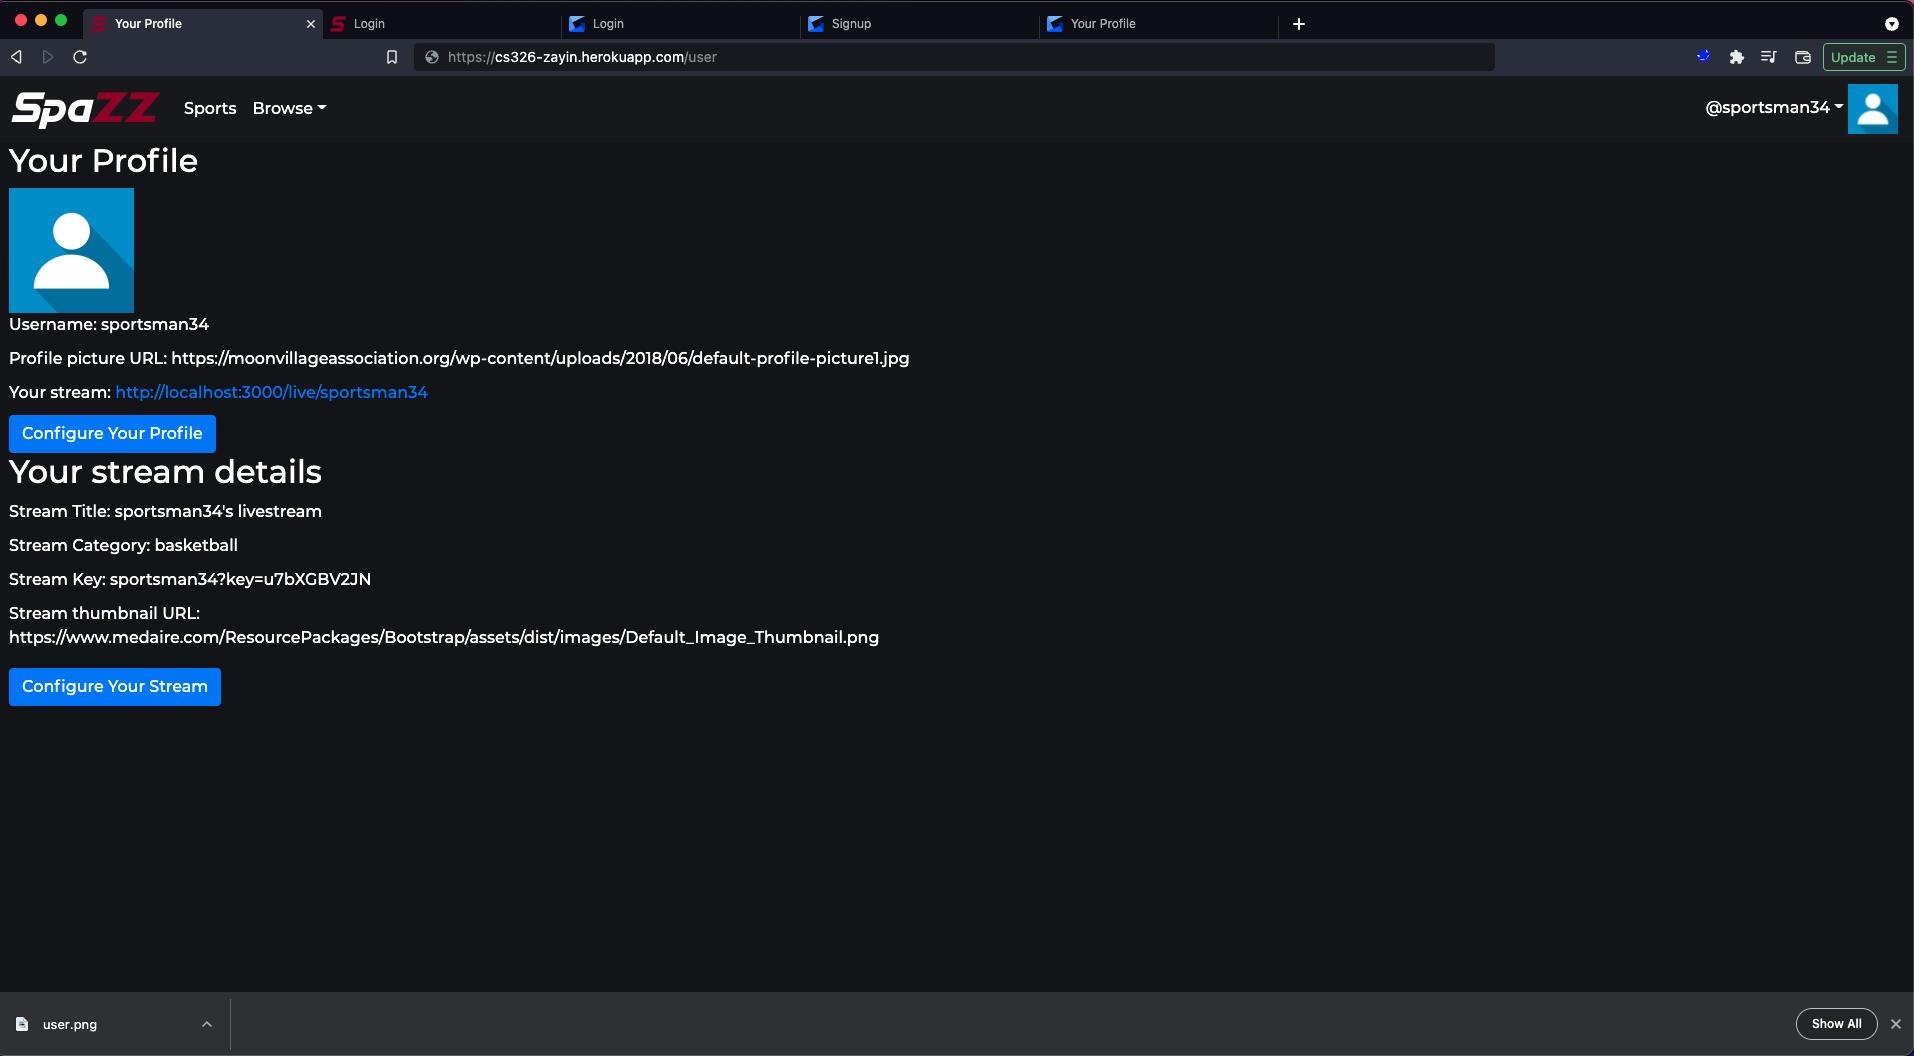 Your Profile
Login
Login
Signup
Your Profile
https://cs326-zayin.herokuapp.com/user
Update
SpaZZ
Sports
Browse
@sportsman34
Your Profile
Username: sportsman34
Profile picture URL: https://moonvillageassociation.org/wp-content/uploads/2018/06/default-profile-picture1.jpg
Your stream: http://localhost:3000/live/sportsman34
Configure Your Profile
Your stream details
Stream Title: sportsman34's livestream
Stream Category: basketball
Stream Key: sportsman34?key=u7bXGBV2JN
Stream thumbnail URL:
https://www.medaire.com/ResourcePackages/Bootstrap/assets/dist/images/Default_Image_Thumbnail.png
Configure Your Stream
user.png
Show All